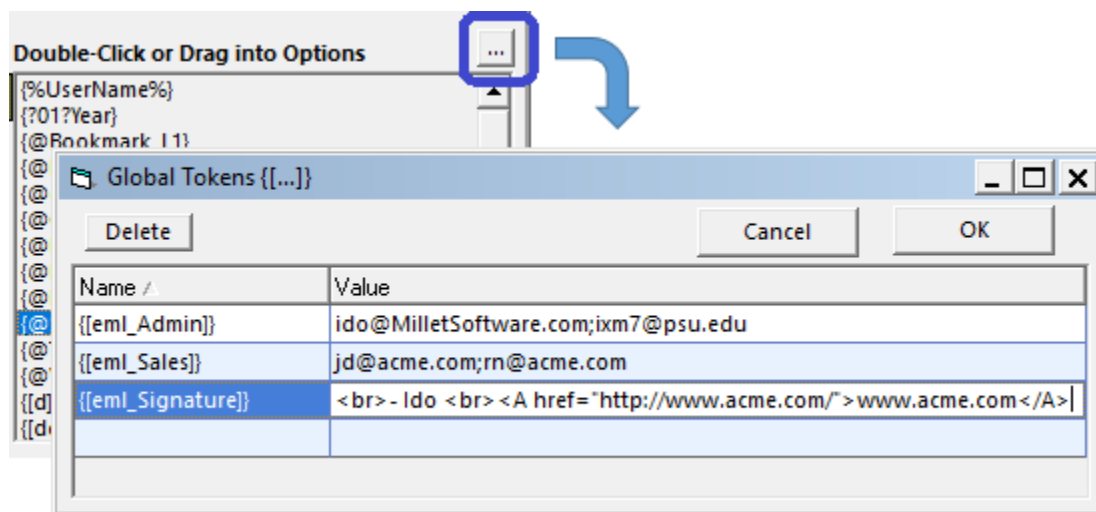 Double-Click or Drag into Options
...
{%UserName%}
{?01?Year}
{@Bookmark_L1}
{@
Global Tokens {[...]}
{@
{@
Delete
Cancel
OK
{@
{@
Name
Value
{@
{[eml_Admin]}
ido@MilletSoftware.com;ixm7@psu.edu
{@
{@
{[eml_Sales]}
jd@acme.com;rn@acme.com
{@
{[d]
{[eml_Signature]}
<br>- Ido <br><A href="http://www.acme.com/">www.acme.com</A>
{[d